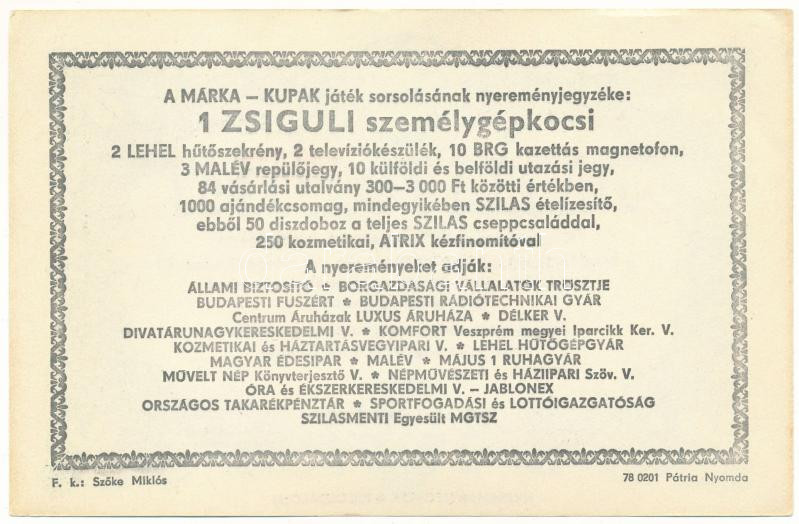 A MÁRKA – KUPAK játék sorsolásának nyereményjegyzéke:
1 ZSIGULI személygépkocsi
2 LEHEL hűtőszekrény, 2 televíziókészülék, 10 BRG kazettás magnetofon,
3 MALÉV repülőjegy, 10 külföldi és belföldi utazási jegy,
84 vásárlási utalvány 300–3 000 Ft közötti értékben,
1000 ajándékcsomag, mindegyikében SZILAS ételízesítő,
ebből 50 díszdoboz a teljes SZILAS cseppcsaláddal,
250 kozmetikai, ATRIX kézfinomítóval
A nyereményeket adják:
ÁLLAMI BIZTOSÍTÓ * BORGAZDASÁGI VÁLLALATOK TRÖSZTJE
BUDAPESTI FŰSZÉRT * BUDAPESTI RÁDIÓTECHNIKAI GYÁR
Centrum Áruházak LUXUS ÁRUHÁZA * DÉLKER V.
DIVATÁRUNAGYKERESKEDELMI V. * KOMFORT Veszprém megyei Iparcikk Ker. V.
KOZMETIKAI és HÁZTARTÁSVEGYIPARI V. * LEHEL HŰTŐGÉPGYÁR
MAGYAR ÉDESIPAR * MALÉV * MÁJUS 1 RUHAGYÁR
MŰVELT NÉP Könyvterjesztő V. * NÉPMŰVÉSZETI és HÁZIIPARI Szöv. V.
ÓRA és ÉKSZERKERESKEDELMI V. – JABLONEX
ORSZÁGOS TAKARÉKPÉNZTÁR * SPORTFOGADÁSI és LOTTÓIGAZGATÓSÁG
SZILASMENTI Egyesült MGTSZ
F. k.: Szőke Miklós
78 0201 Pátria Nyomda